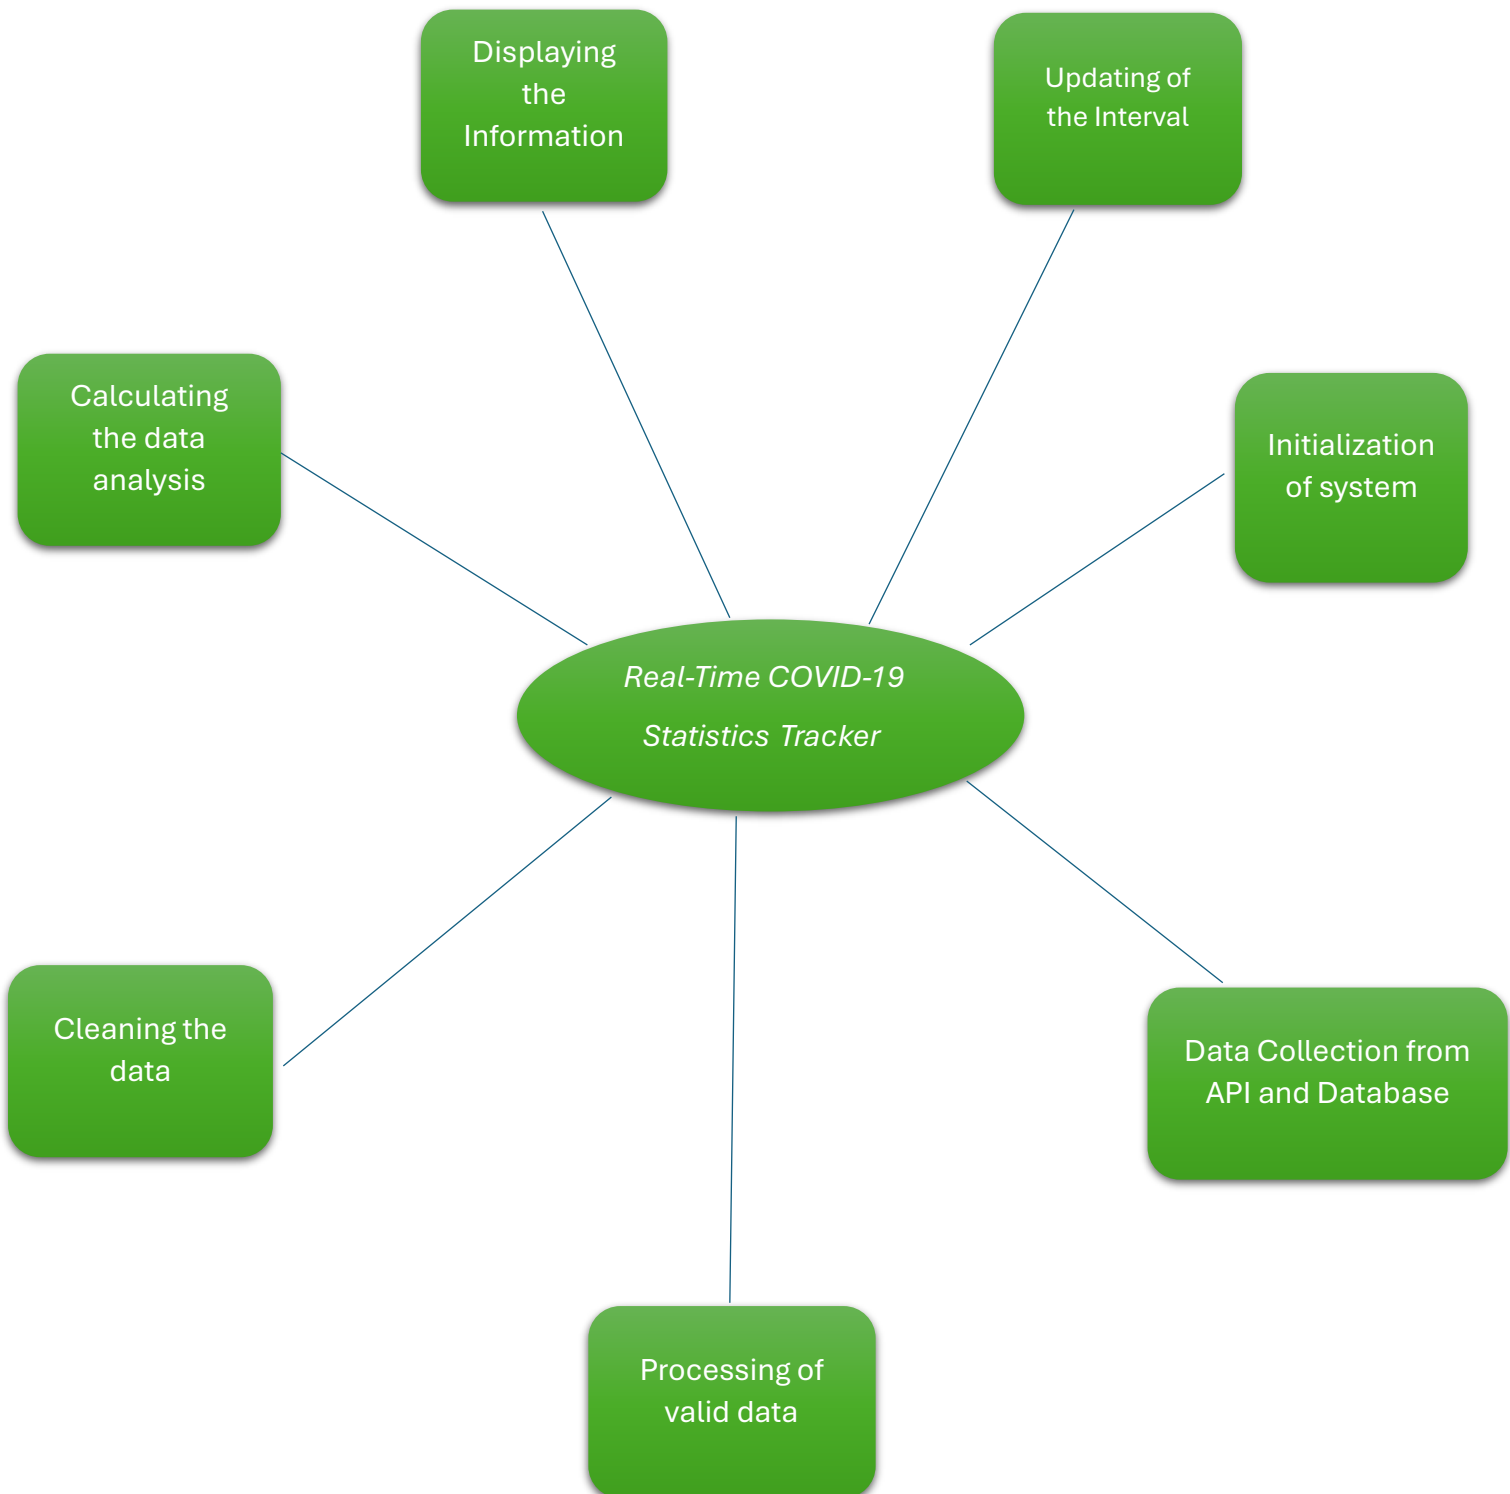 Displaying
the
Information
Updating of
the Interval
Calculating
the data
analysis
Initialization
of system
Real-Time COVID-19
Statistics Tracker
Cleaning the
data
Data Collection from
API and Database
Processing of
valid data